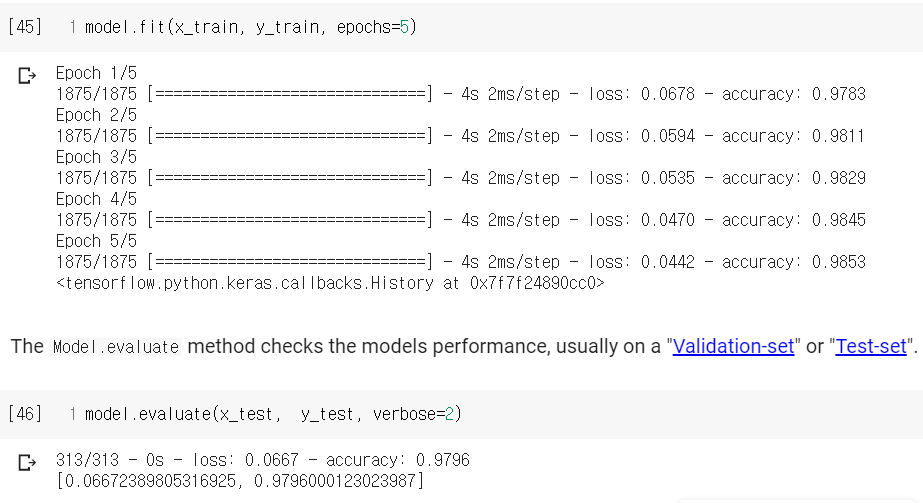 [45] 1 model.fit(x_train, y_train, epochs=5)
Epoch 1/5
1875/1875 [==============================] - 4s 2ms/step - loss: 0.0678 - accuracy: 0.9783
Epoch 2/5
1875/1875 [==============================] - 4s 2ms/step - loss: 0.0594 - accuracy: 0.9811
Epoch 3/5
1875/1875 [==============================] - 4s 2ms/step - loss: 0.0535 - accuracy: 0.9829
Epoch 4/5
1875/1875 [==============================] - 4s 2ms/step - loss: 0.0470 - accuracy: 0.9845
Epoch 5/5
1875/1875 [==============================] - 4s 2ms/step - loss: 0.0442 - accuracy: 0.9853
<tensorflow.python.keras.callbacks.History at 0x7f7f24890cc0>
The Model.evaluate method checks the models performance, usually on a "Validation-set" or "Test-set".
[46] 1 model.evaluate(x_test,  y_test, verbose=2)
313/313 - 0s - loss: 0.0667 - accuracy: 0.9796
[0.06672389805316925, 0.9796000123023987]